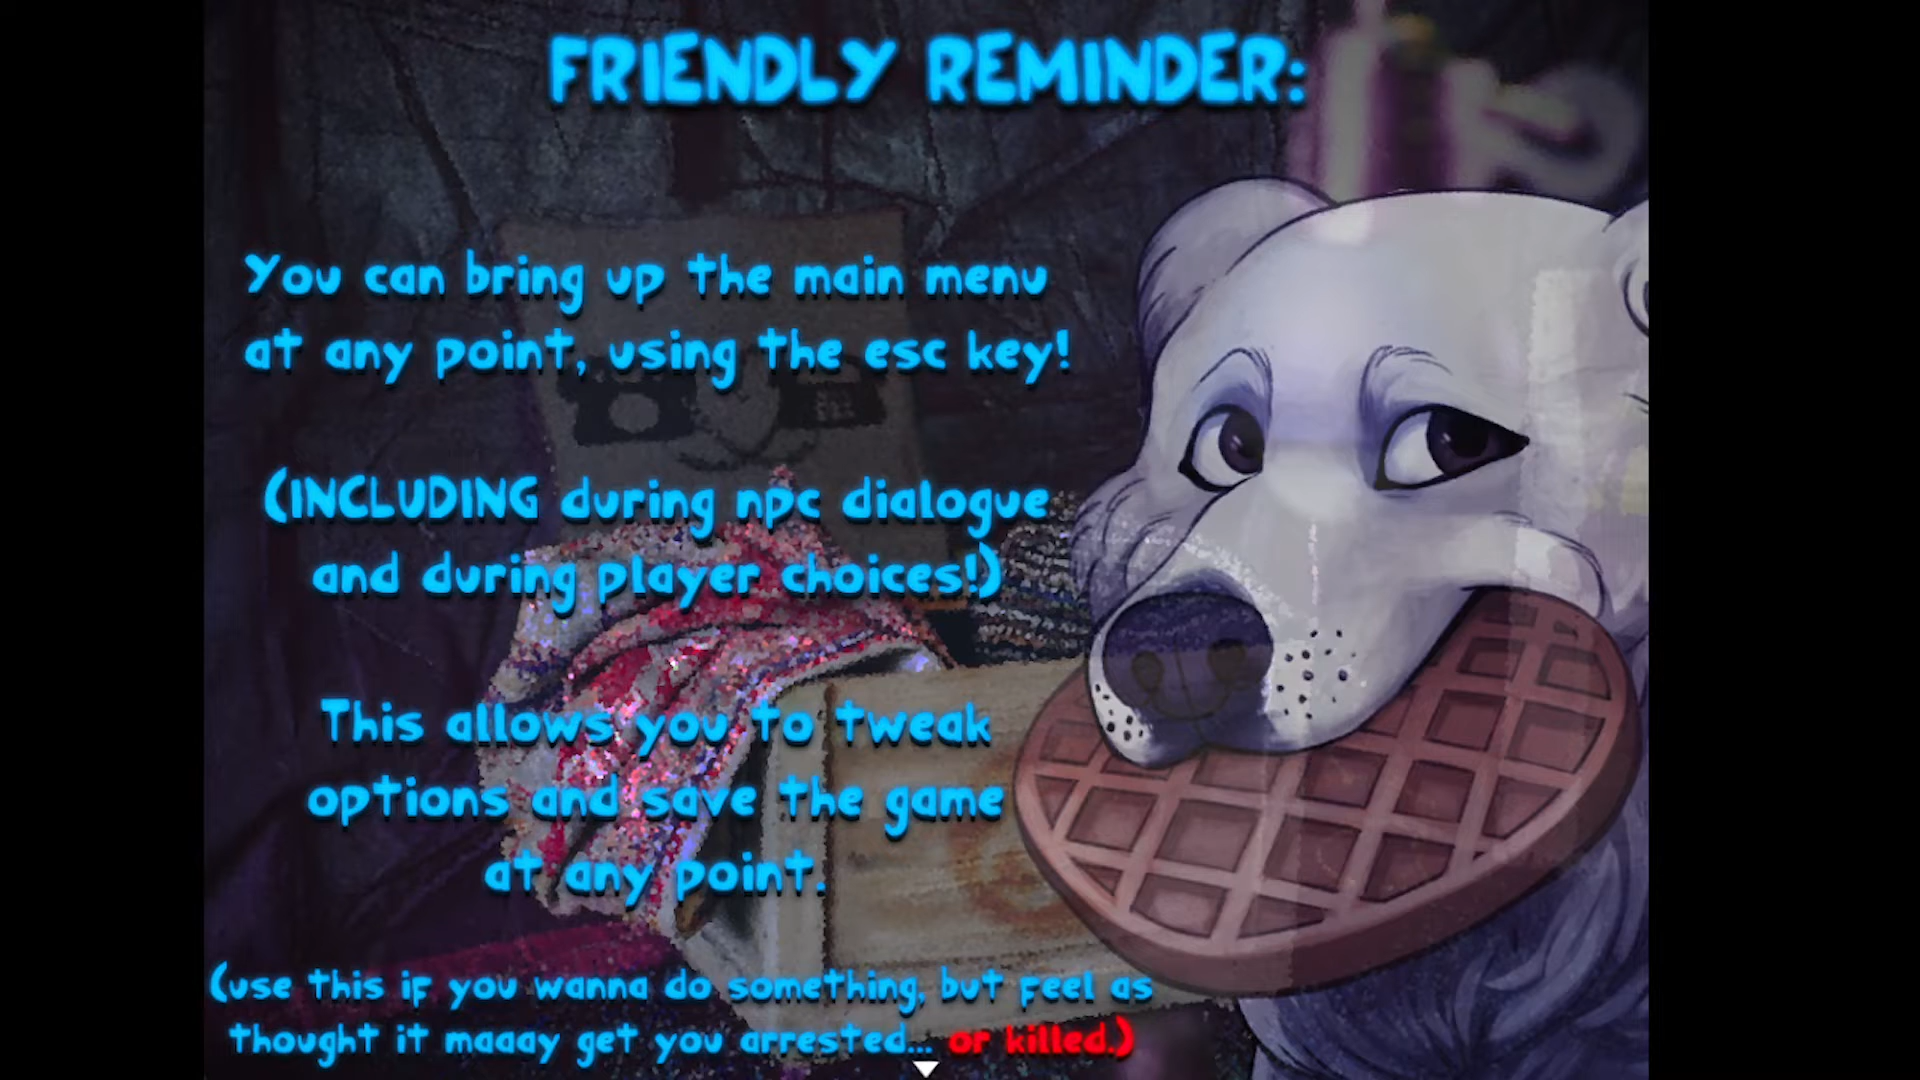 FRIENDLY REMINDER:
You can bring up the main menu
at any point, using the esc key!
(INCLUDING during npc dialogue
and during player choices!)
This allows you to tweak
options and save the game
at any point.
(use this if you wanna do something, but feel as
thought it maaay get you arrested... or killed.)